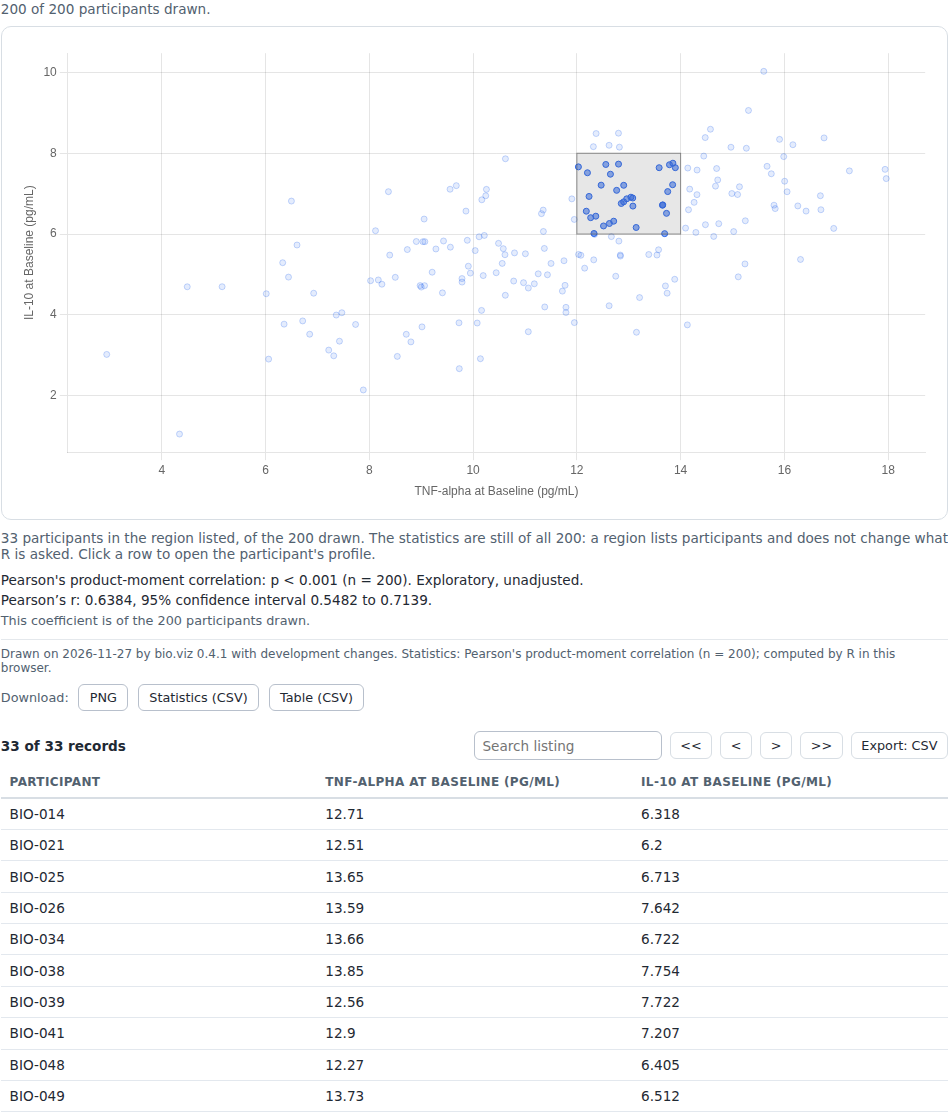 200 of 200 participants drawn.
10
8
6
4
2
IL-10 at Baseline (pg/mL)
4 6 8 10 12 14 16 18
TNF-alpha at Baseline (pg/mL)
33 participants in the region listed, of the 200 drawn. The statistics are still of all 200: a region lists participants and does not change what
R is asked. Click a row to open the participant's profile.
Pearson's product-moment correlation: p < 0.001 (n = 200). Exploratory, unadjusted.
Pearson’s r: 0.6384, 95% confidence interval 0.5482 to 0.7139.
This coefficient is of the 200 participants drawn.
Drawn on 2026-11-27 by bio.viz 0.4.1 with development changes. Statistics: Pearson's product-moment correlation (n = 200); computed by R in this
browser.
Download: PNG Statistics (CSV) Table (CSV)
33 of 33 records Search listing << < > >> Export: CSV
PARTICIPANT TNF-ALPHA AT BASELINE (PG/ML) IL-10 AT BASELINE (PG/ML)
BIO-014 12.71 6.318
BIO-021 12.51 6.2
BIO-025 13.65 6.713
BIO-026 13.59 7.642
BIO-034 13.66 6.722
BIO-038 13.85 7.754
BIO-039 12.56 7.722
BIO-041 12.9 7.207
BIO-048 12.27 6.405
BIO-049 13.73 6.512